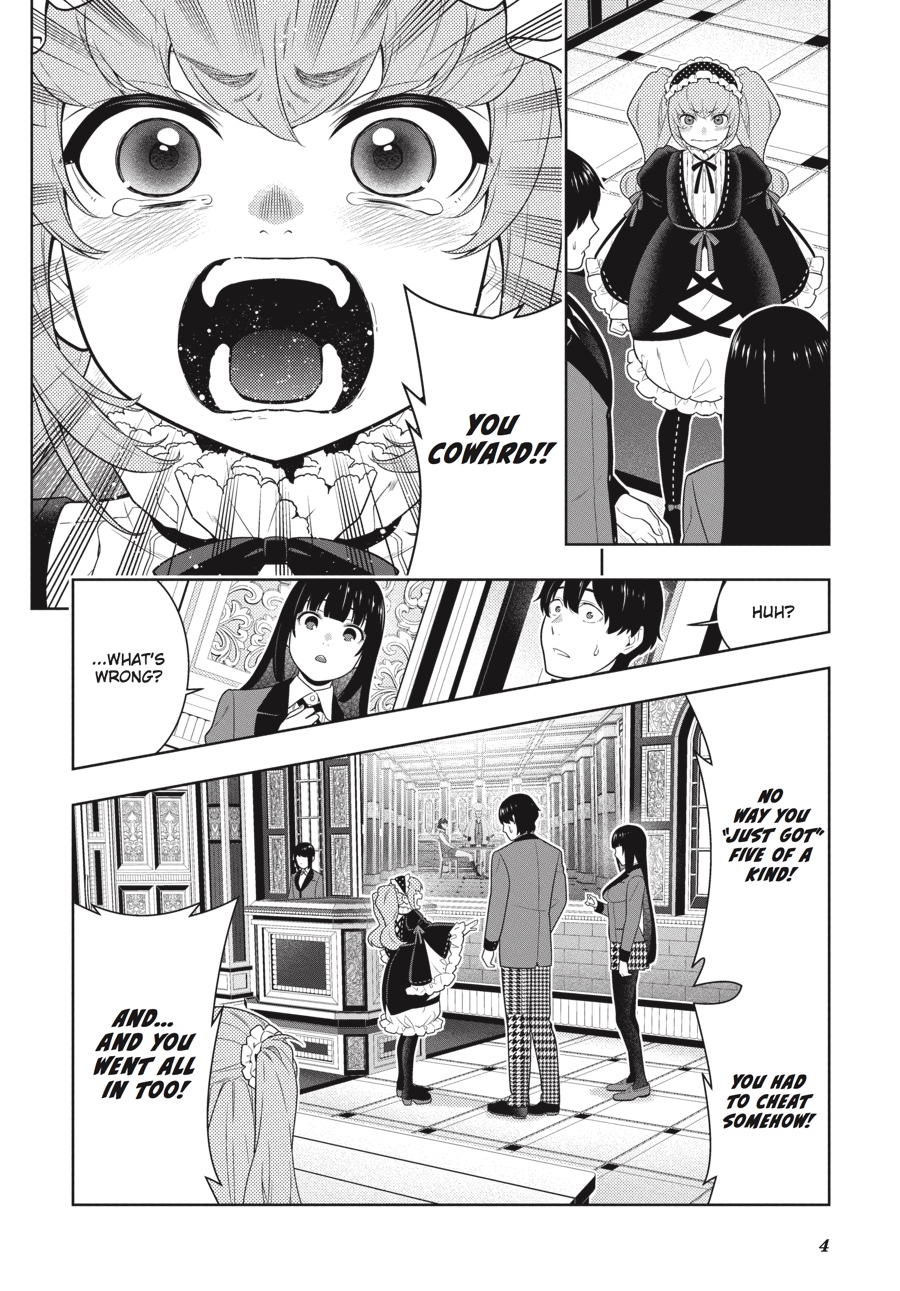 YOU
COWARD!!
HUH?
...WHAT'S
WRONG?
NO
WAY YOU
"JUST GOT"
FIVE OF A
KIND!
YOU HAD
TO CHEAT
SOMEHOW!
AND...
AND YOU
WENT ALL
IN TOO!
4